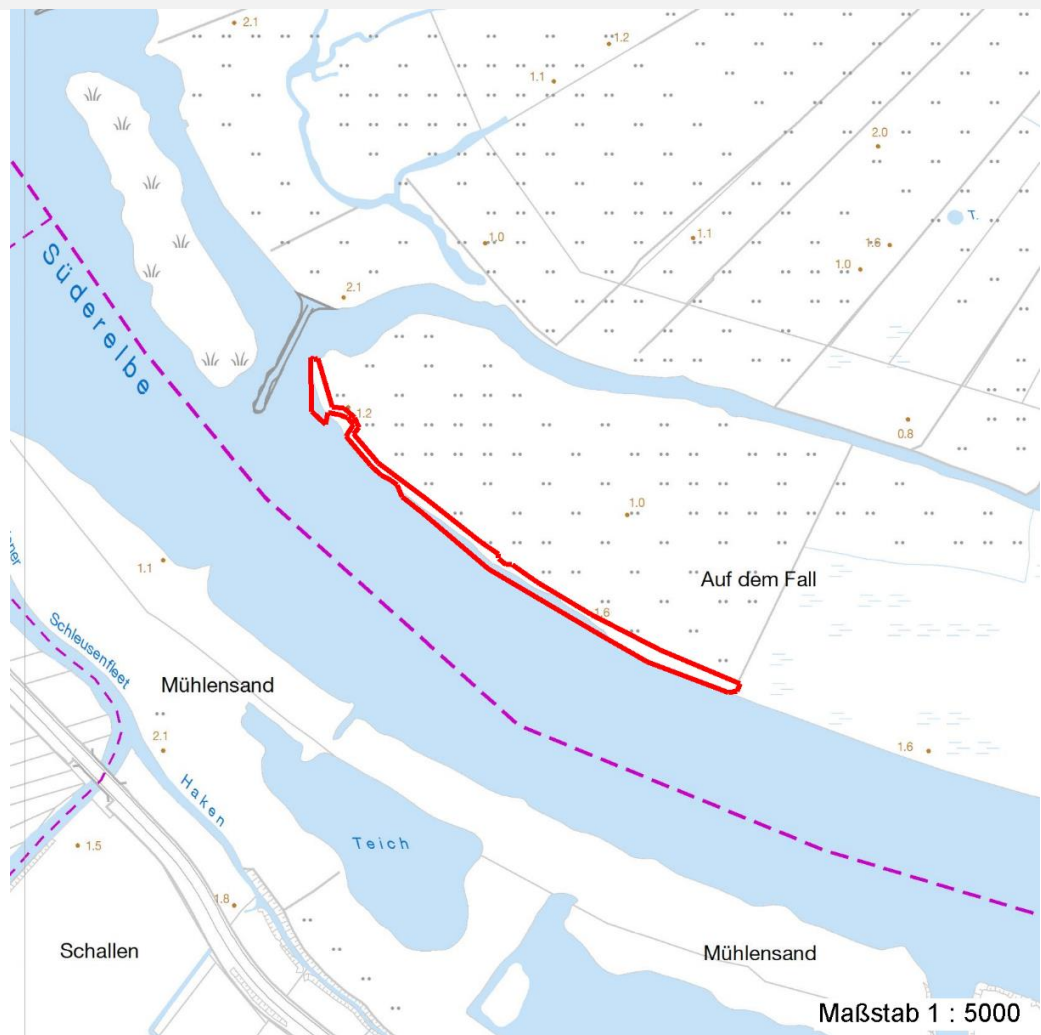 2.1
1.2
1.1
2.0
T.
1.0
1.1
1.6
1.0
2.1
Süderelbe
1.2
0.8
1.0
1.1
Auf dem Fall
1.6
Schleusenfleet
Mühlensand
2.1
1.6
Haken
Teich
1.5
1.8
Schallen
Mühlensand
Maßstab 1 : 5000